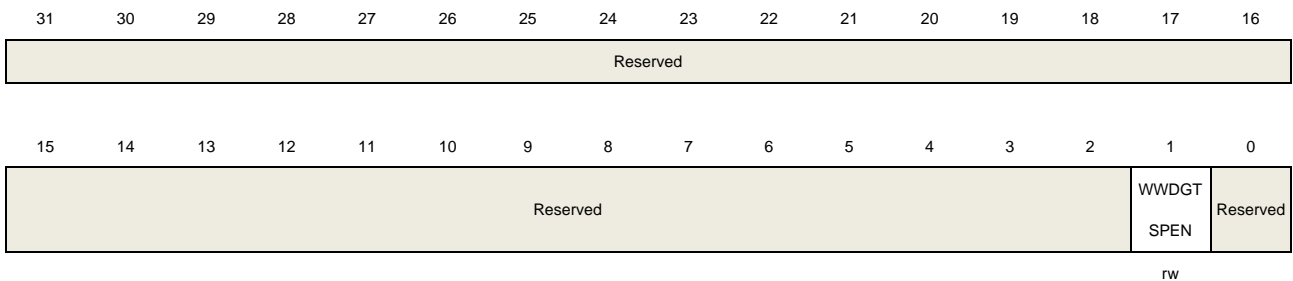 31 30 29 28 27 26 25 24 23 22 21 20 19 18 17 16
Reserved
15 14 13 12 11 10 9 8 7 6 5 4 3 2 1 0
Reserved
WWDGT
SPEN
Reserved
rw